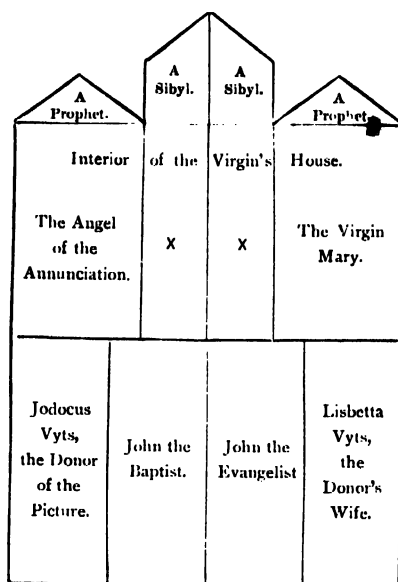 A
Sibyl.
A
Sibyl.
A
Prophet.
A
Prophet
Interior of the Virgin's House.
The Angel
of the
Annunciation.
X
X
The Virgin
Mary.
Jodocus
Vyts,
the Donor
of the
Picture.
John the
Baptist.
John the
Evangelist
Lisbetta
Vyts,
the
Donor's
Wife.